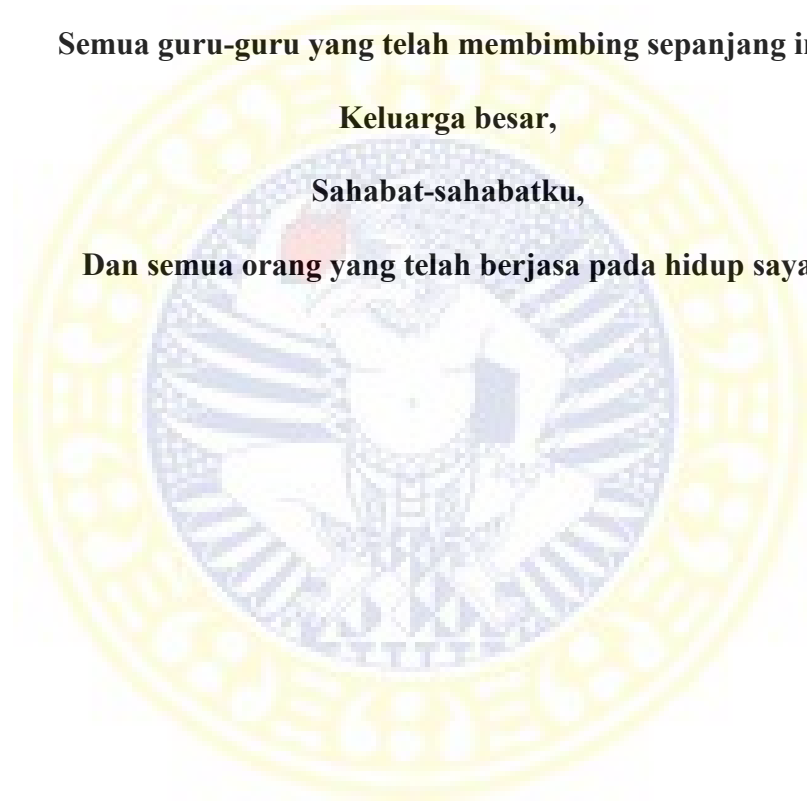 Semua guru-guru yang telah membimbing sepanjang
Keluarga besar,
Sahabat-sahabatku,
Dan semua orang yang telah berjasa pada hidup saya